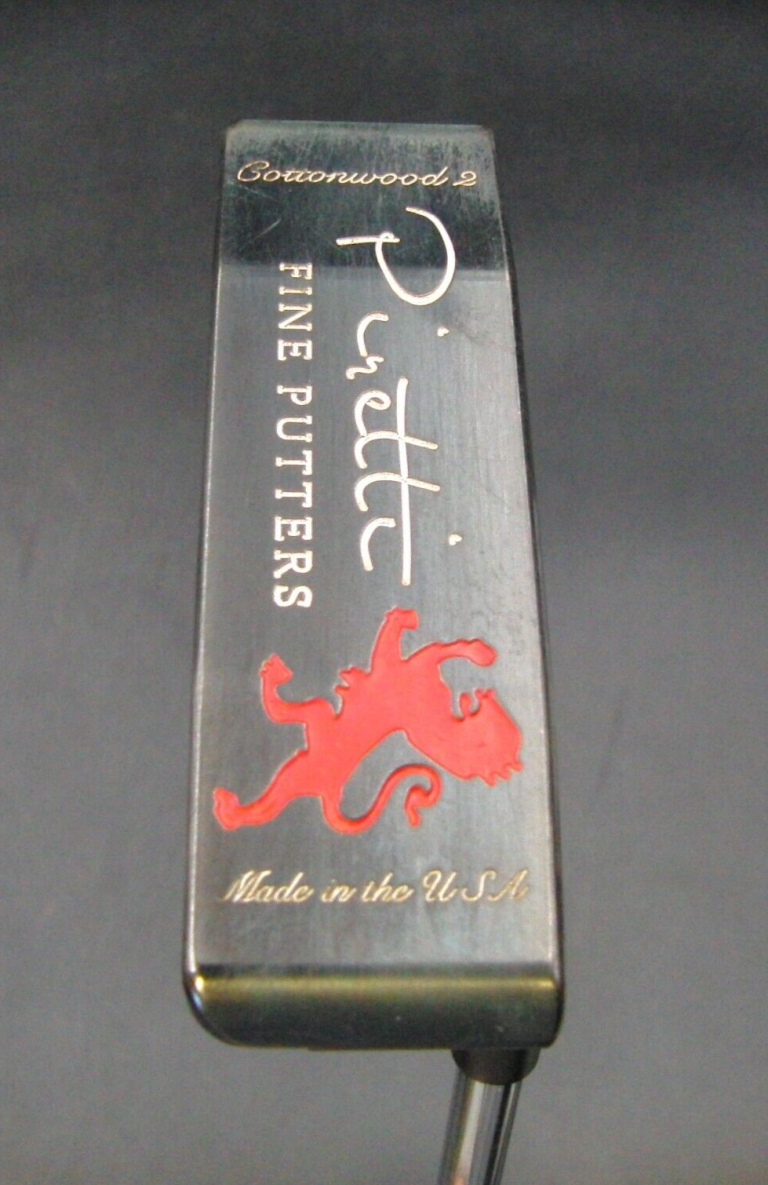 Cottonwood 2
Piretti
FINE PUTTERS
Made in the USA